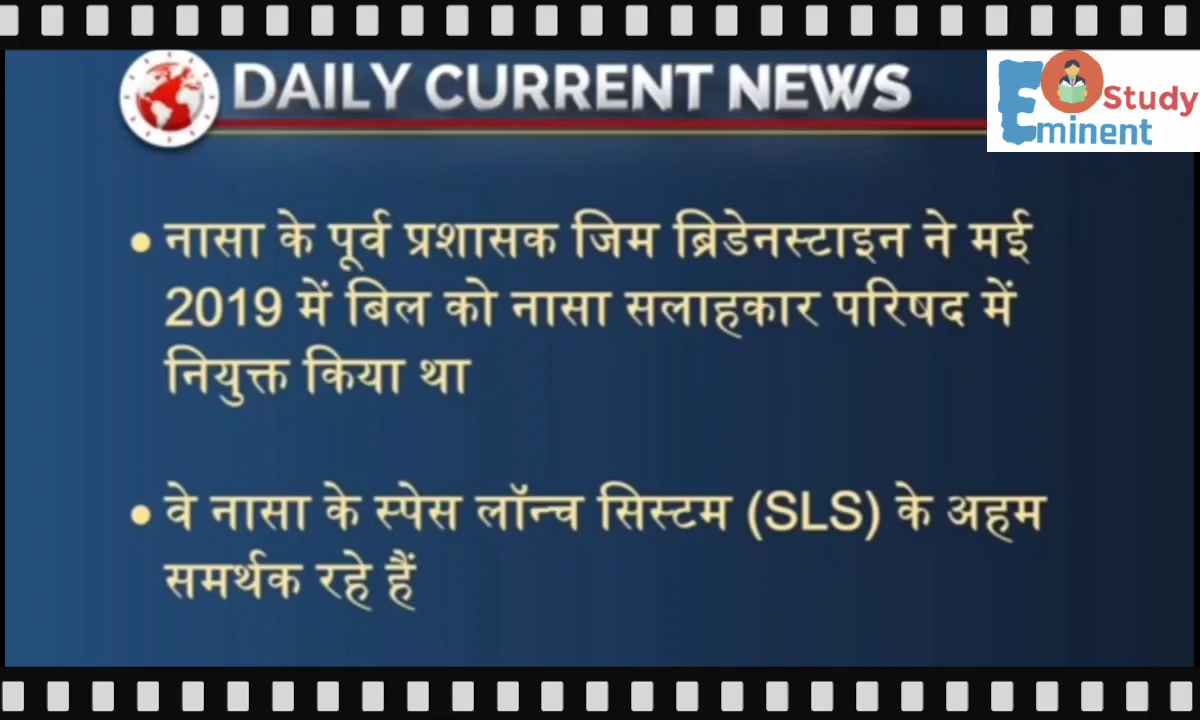 DAILY CURRENT NEWS
Study
Eminent
• नासा के पूर्व प्रशासक जिम ब्रिडेनस्टाइन ने मई
2019 में बिल को नासा सलाहकार परिषद में
नियुक्त किया था
• वे नासा के स्पेस लॉन्च सिस्टम (SLS) के अहम
समर्थक रहे हैं